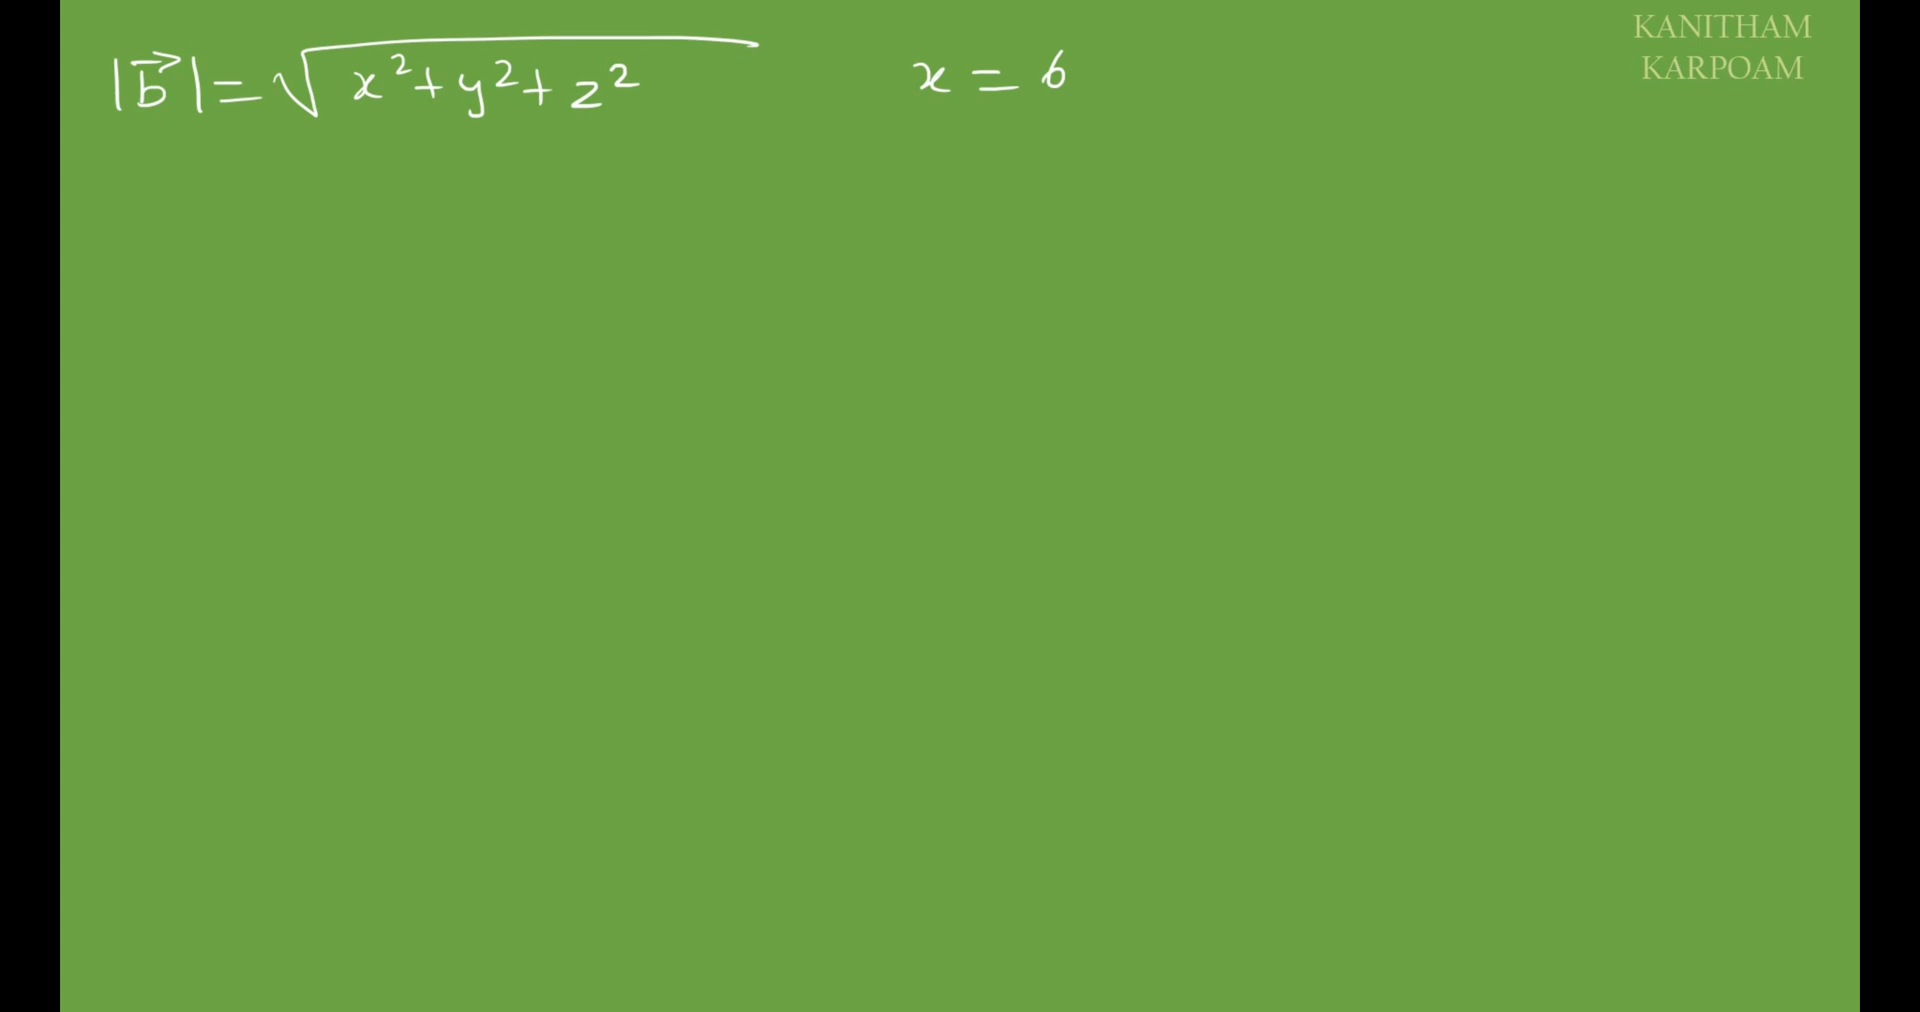 |b⃗| = √(x²+y²+z²) x = 6
KANITHAM
KARPOAM